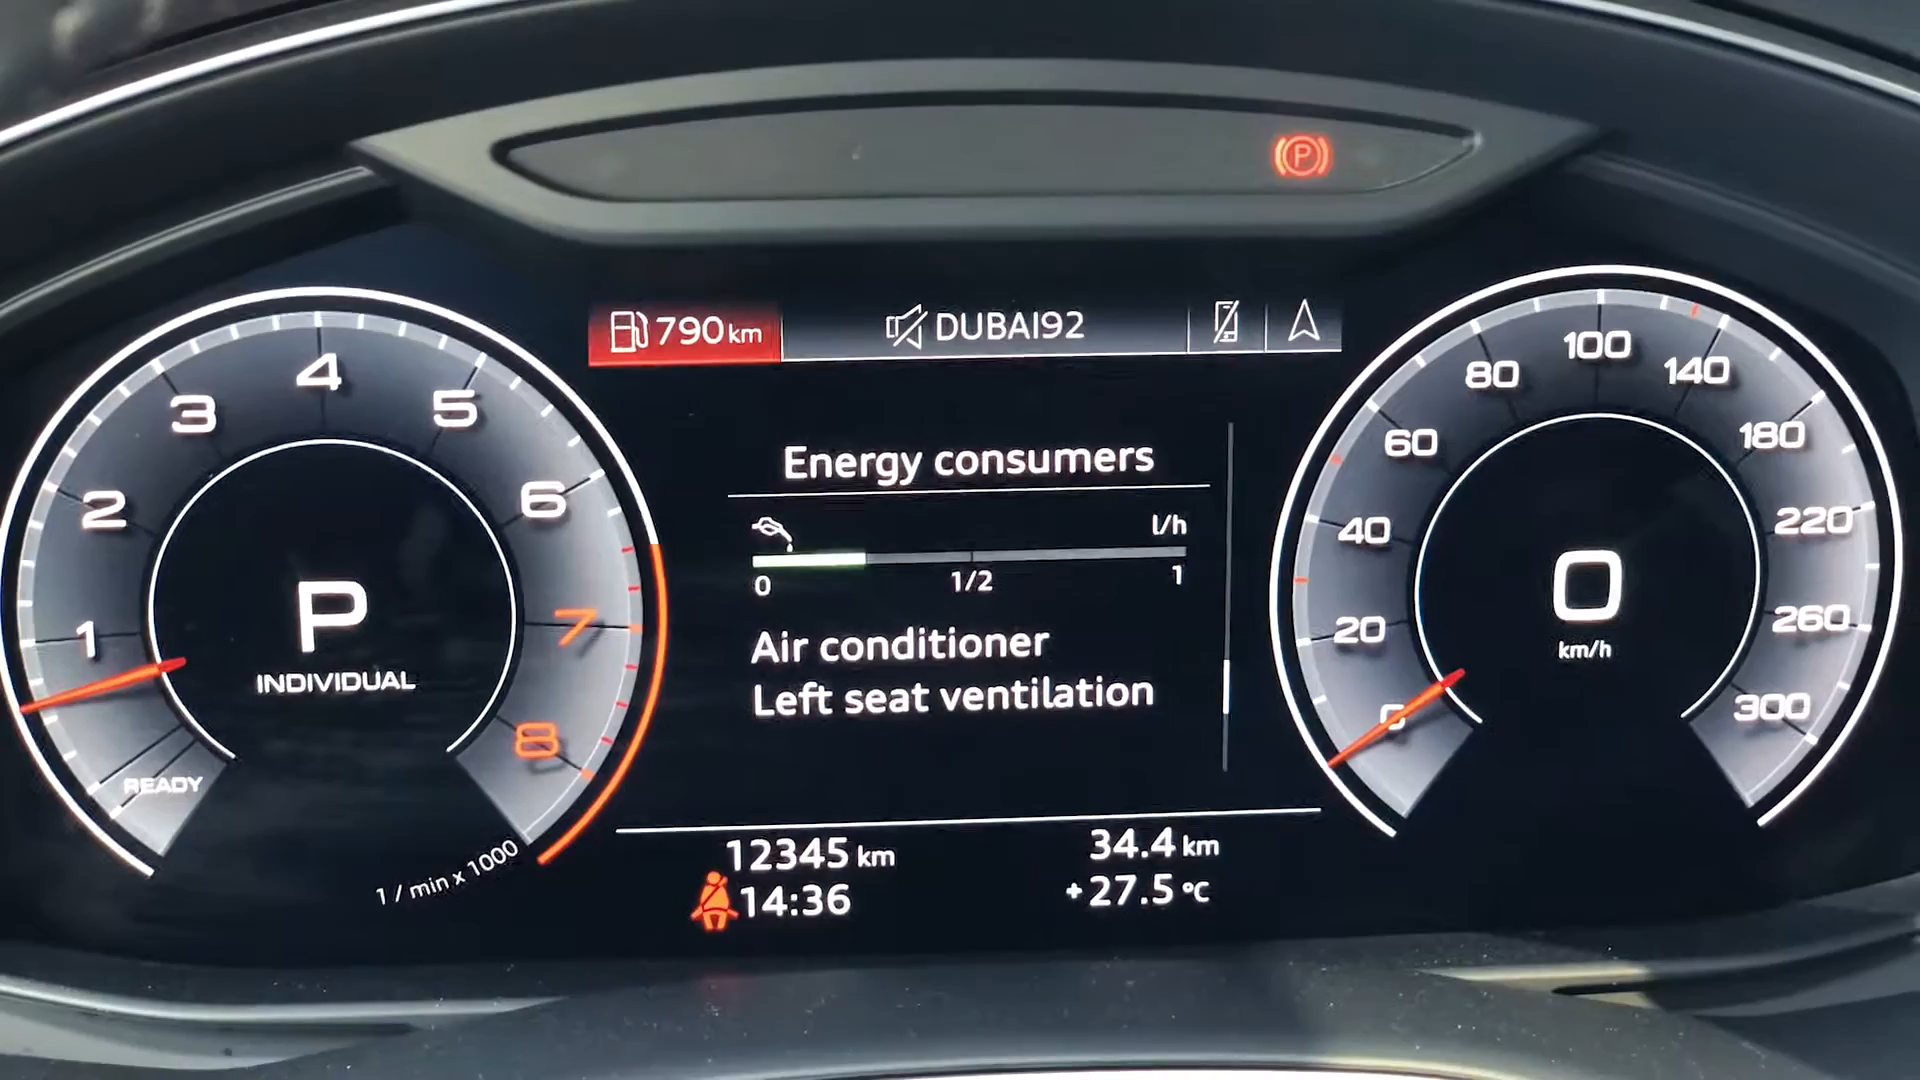 P
790 km
DUBAI92
1
2
3
4
5
6
7
8
READY
P
INDIVIDUAL
1 / min x 1000
Energy consumers
l/h
0 1/2 1
Air conditioner
Left seat ventilation
12345 km 34.4 km
14:36 +27.5 °C
0
20
40
60
80
100
140
180
220
260
300
0
km/h